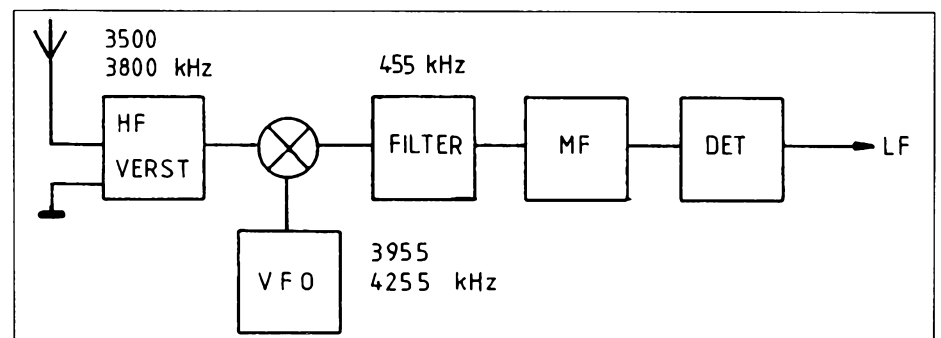 3500
3800 kHz
455 kHz
HF
VERST
FILTER
MF
DET
LF
VFO
3955
4255 kHz